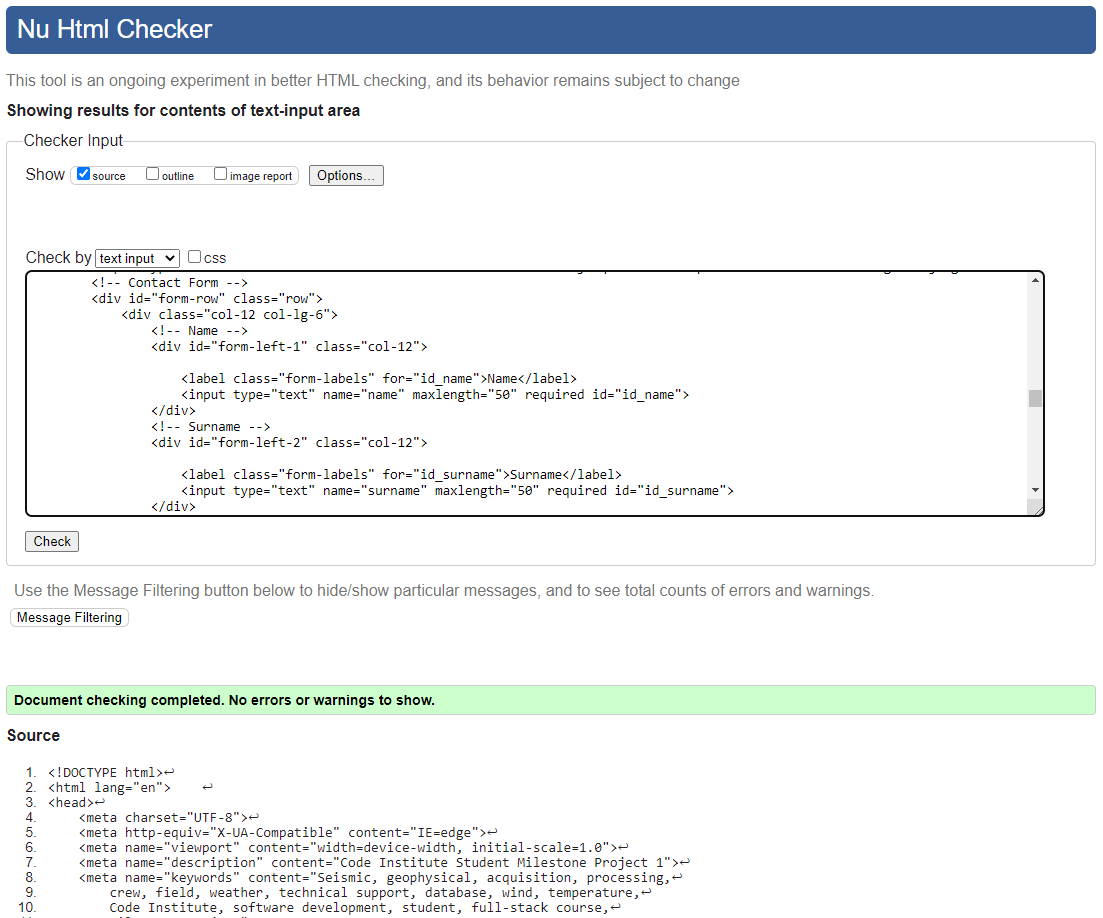 Nu Html Checker
This tool is an ongoing experiment in better HTML checking, and its behavior remains subject to change
Showing results for contents of text-input area
Checker Input
Show source outline image report Options...
Check by text input css
<!-- Contact Form -->
<div id="form-row" class="row">
<div class="col-12 col-lg-6">
<!-- Name -->
<div id="form-left-1" class="col-12">
<label class="form-labels" for="id_name">Name</label>
<input type="text" name="name" maxlength="50" required id="id_name">
</div>
<!-- Surname -->
<div id="form-left-2" class="col-12">
<label class="form-labels" for="id_surname">Surname</label>
<input type="text" name="surname" maxlength="50" required id="id_surname">
</div>
Check
Use the Message Filtering button below to hide/show particular messages, and to see total counts of errors and warnings.
Message Filtering
Document checking completed. No errors or warnings to show.
Source
1. <!DOCTYPE html>↩
2. <html lang="en"> ↩
3. <head>↩
4. <meta charset="UTF-8">↩
5. <meta http-equiv="X-UA-Compatible" content="IE=edge">↩
6. <meta name="viewport" content="width=device-width, initial-scale=1.0">↩
7. <meta name="description" content="Code Institute Student Milestone Project 1">↩
8. <meta name="keywords" content="Seismic, geophysical, acquisition, processing,↩
9. crew, field, weather, technical support, database, wind, temperature,↩
10. Code Institute, software development, student, full-stack course,↩